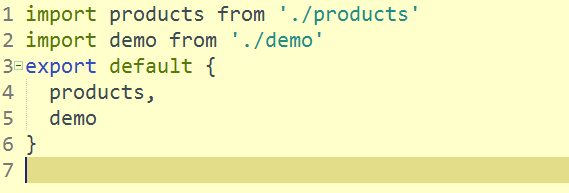 1 import products from './products'
2 import demo from './demo'
3 export default {
4   products,
5   demo
6 }
7